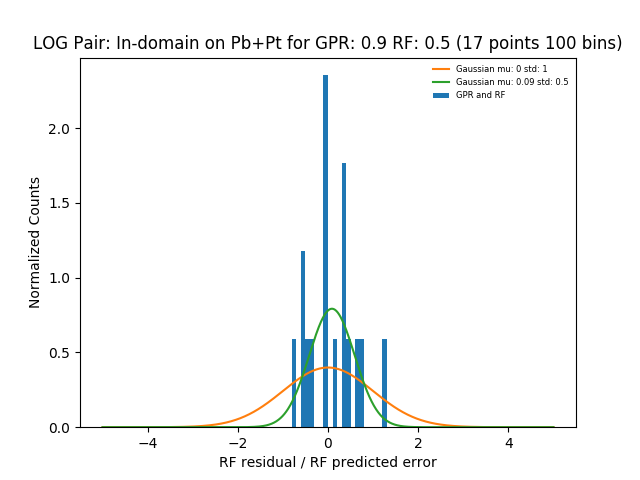 LOG Pair: In-domain on Pb+Pt for GPR: 0.9 RF: 0.5 (17 points 100 bins)
Gaussian mu: 0 std: 1
Gaussian mu: 0.09 std: 0.5
GPR and RF
Normalized Counts
2.0
1.5
1.0
0.5
0.0
−4 −2 0 2 4
RF residual / RF predicted error